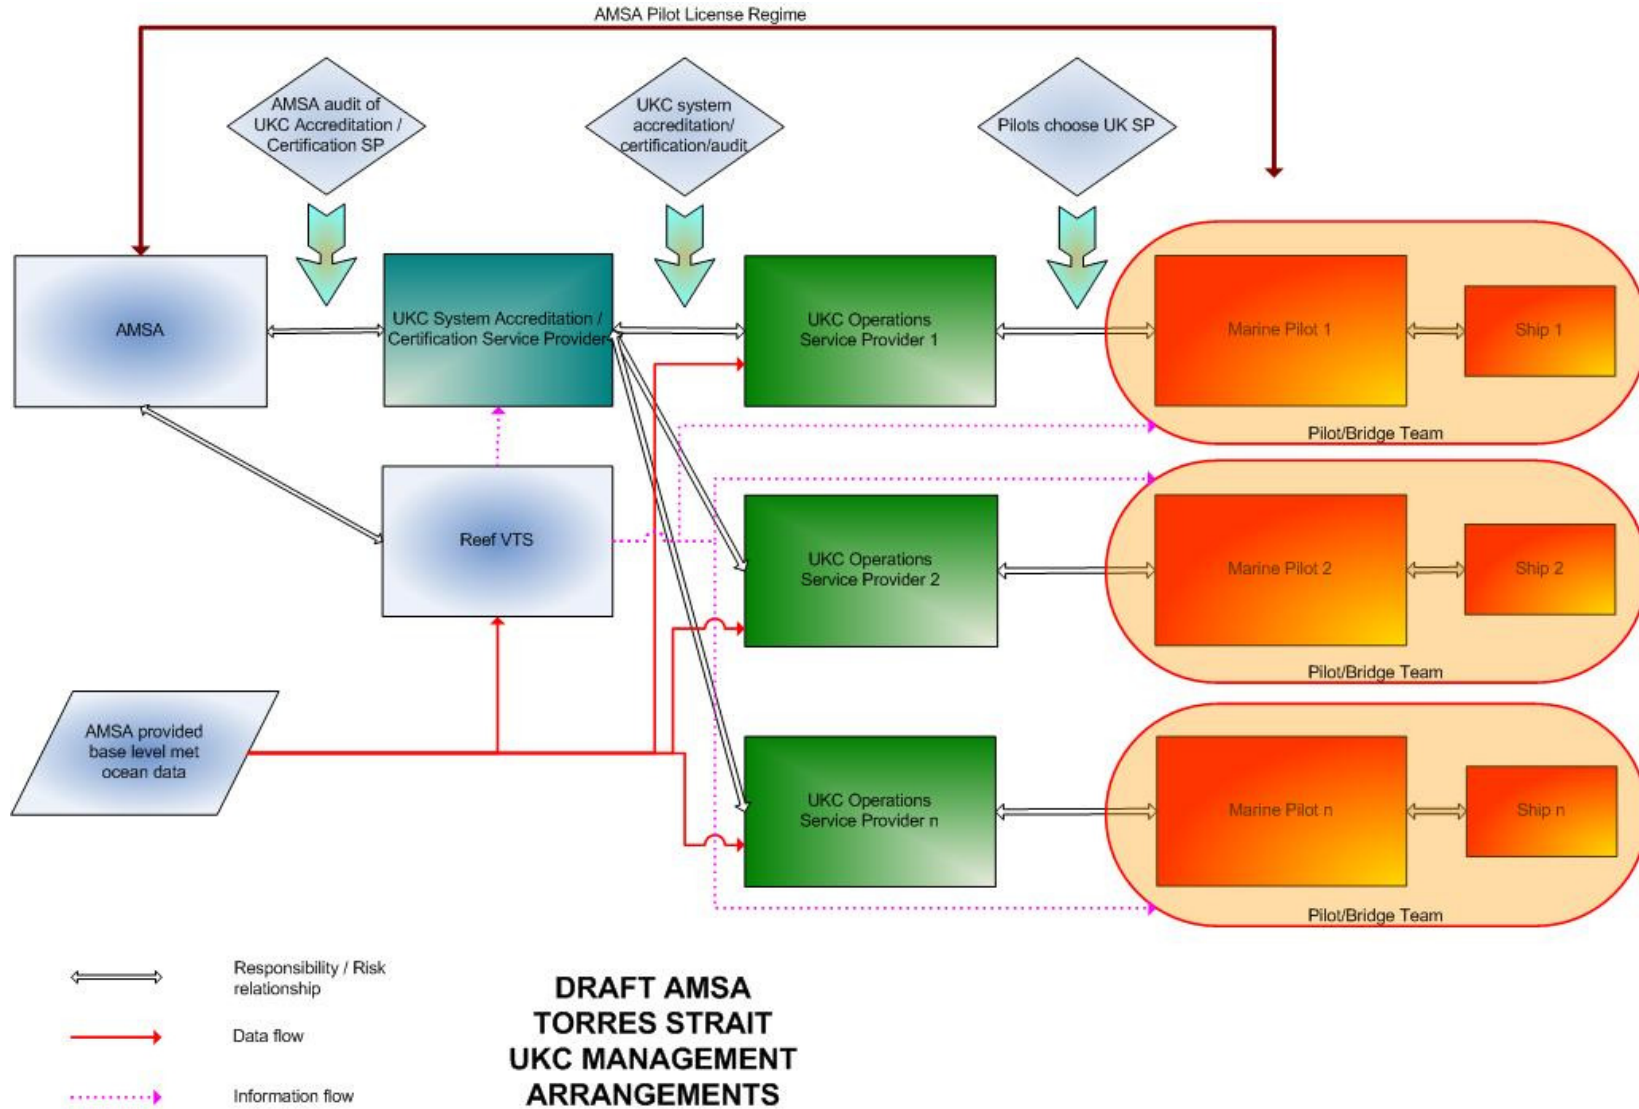 AMSA Pilot License Regime
AMSA audit of
UKC Accreditation /
Certification SP
UKC system
accreditation/
certification/audit
Pilots choose UK SP
AMSA
UKC System Accreditation /
Certification Service Provider
UKC Operations
Service Provider 1
Marine Pilot 1
Ship 1
Pilot/Bridge Team
Reef VTS
UKC Operations
Service Provider 2
Marine Pilot 2
Ship 2
Pilot/Bridge Team
AMSA provided
base level met
ocean data
UKC Operations
Service Provider n
Marine Pilot n
Ship n
Pilot/Bridge Team
Responsibility / Risk
relationship
Data flow
Information flow
DRAFT AMSA
TORRES STRAIT
UKC MANAGEMENT
ARRANGEMENTS